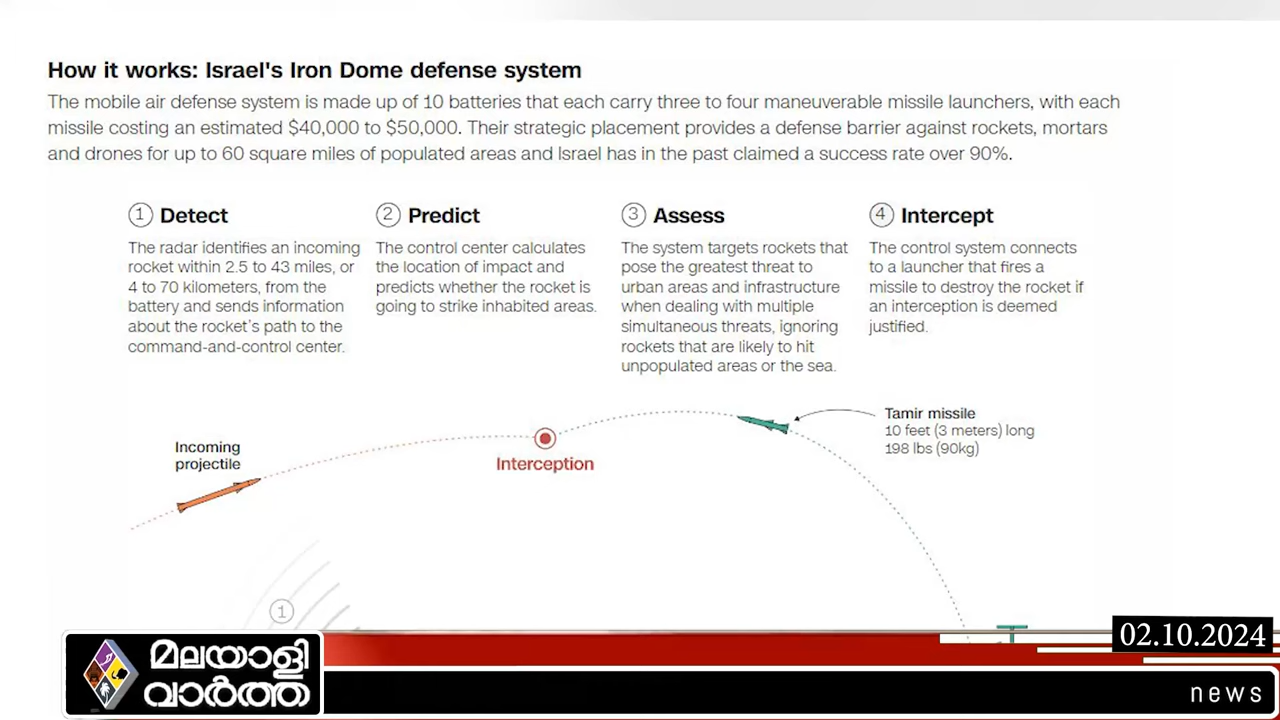 How it works: Israel's Iron Dome defense system
The mobile air defense system is made up of 10 batteries that each carry three to four maneuverable missile launchers, with each
missile costing an estimated $40,000 to $50,000. Their strategic placement provides a defense barrier against rockets, mortars
and drones for up to 60 square miles of populated areas and Israel has in the past claimed a success rate over 90%.
1 Detect
The radar identifies an incoming
rocket within 2.5 to 43 miles, or
4 to 70 kilometers, from the
battery and sends information
about the rocket's path to the
command-and-control center.
2 Predict
The control center calculates
the location of impact and
predicts whether the rocket is
going to strike inhabited areas.
3 Assess
The system targets rockets that
pose the greatest threat to
urban areas and infrastructure
when dealing with multiple
simultaneous threats, ignoring
rockets that are likely to hit
unpopulated areas or the sea.
4 Intercept
The control system connects
to a launcher that fires a
missile to destroy the rocket if
an interception is deemed
justified.
Incoming
projectile
Interception
Tamir missile
10 feet (3 meters) long
198 lbs (90kg)
1
മലയാളി
വാർത്ത
02.10.2024
news